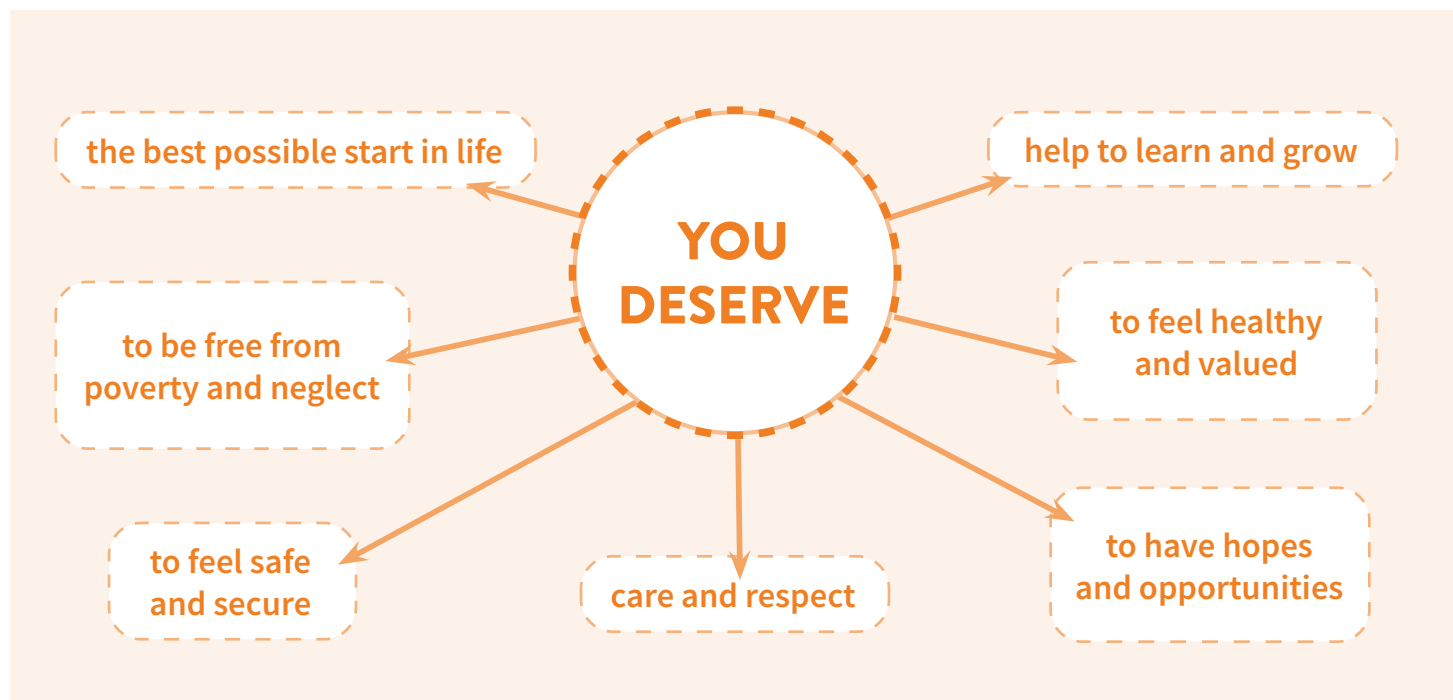 YOU
DESERVE
the best possible start in life
help to learn and grow
to be free from
poverty and neglect
to feel healthy
and valued
to feel safe
and secure
care and respect
to have hopes
and opportunities